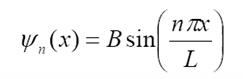 ψₙ(x) = B sin(nπx / L)